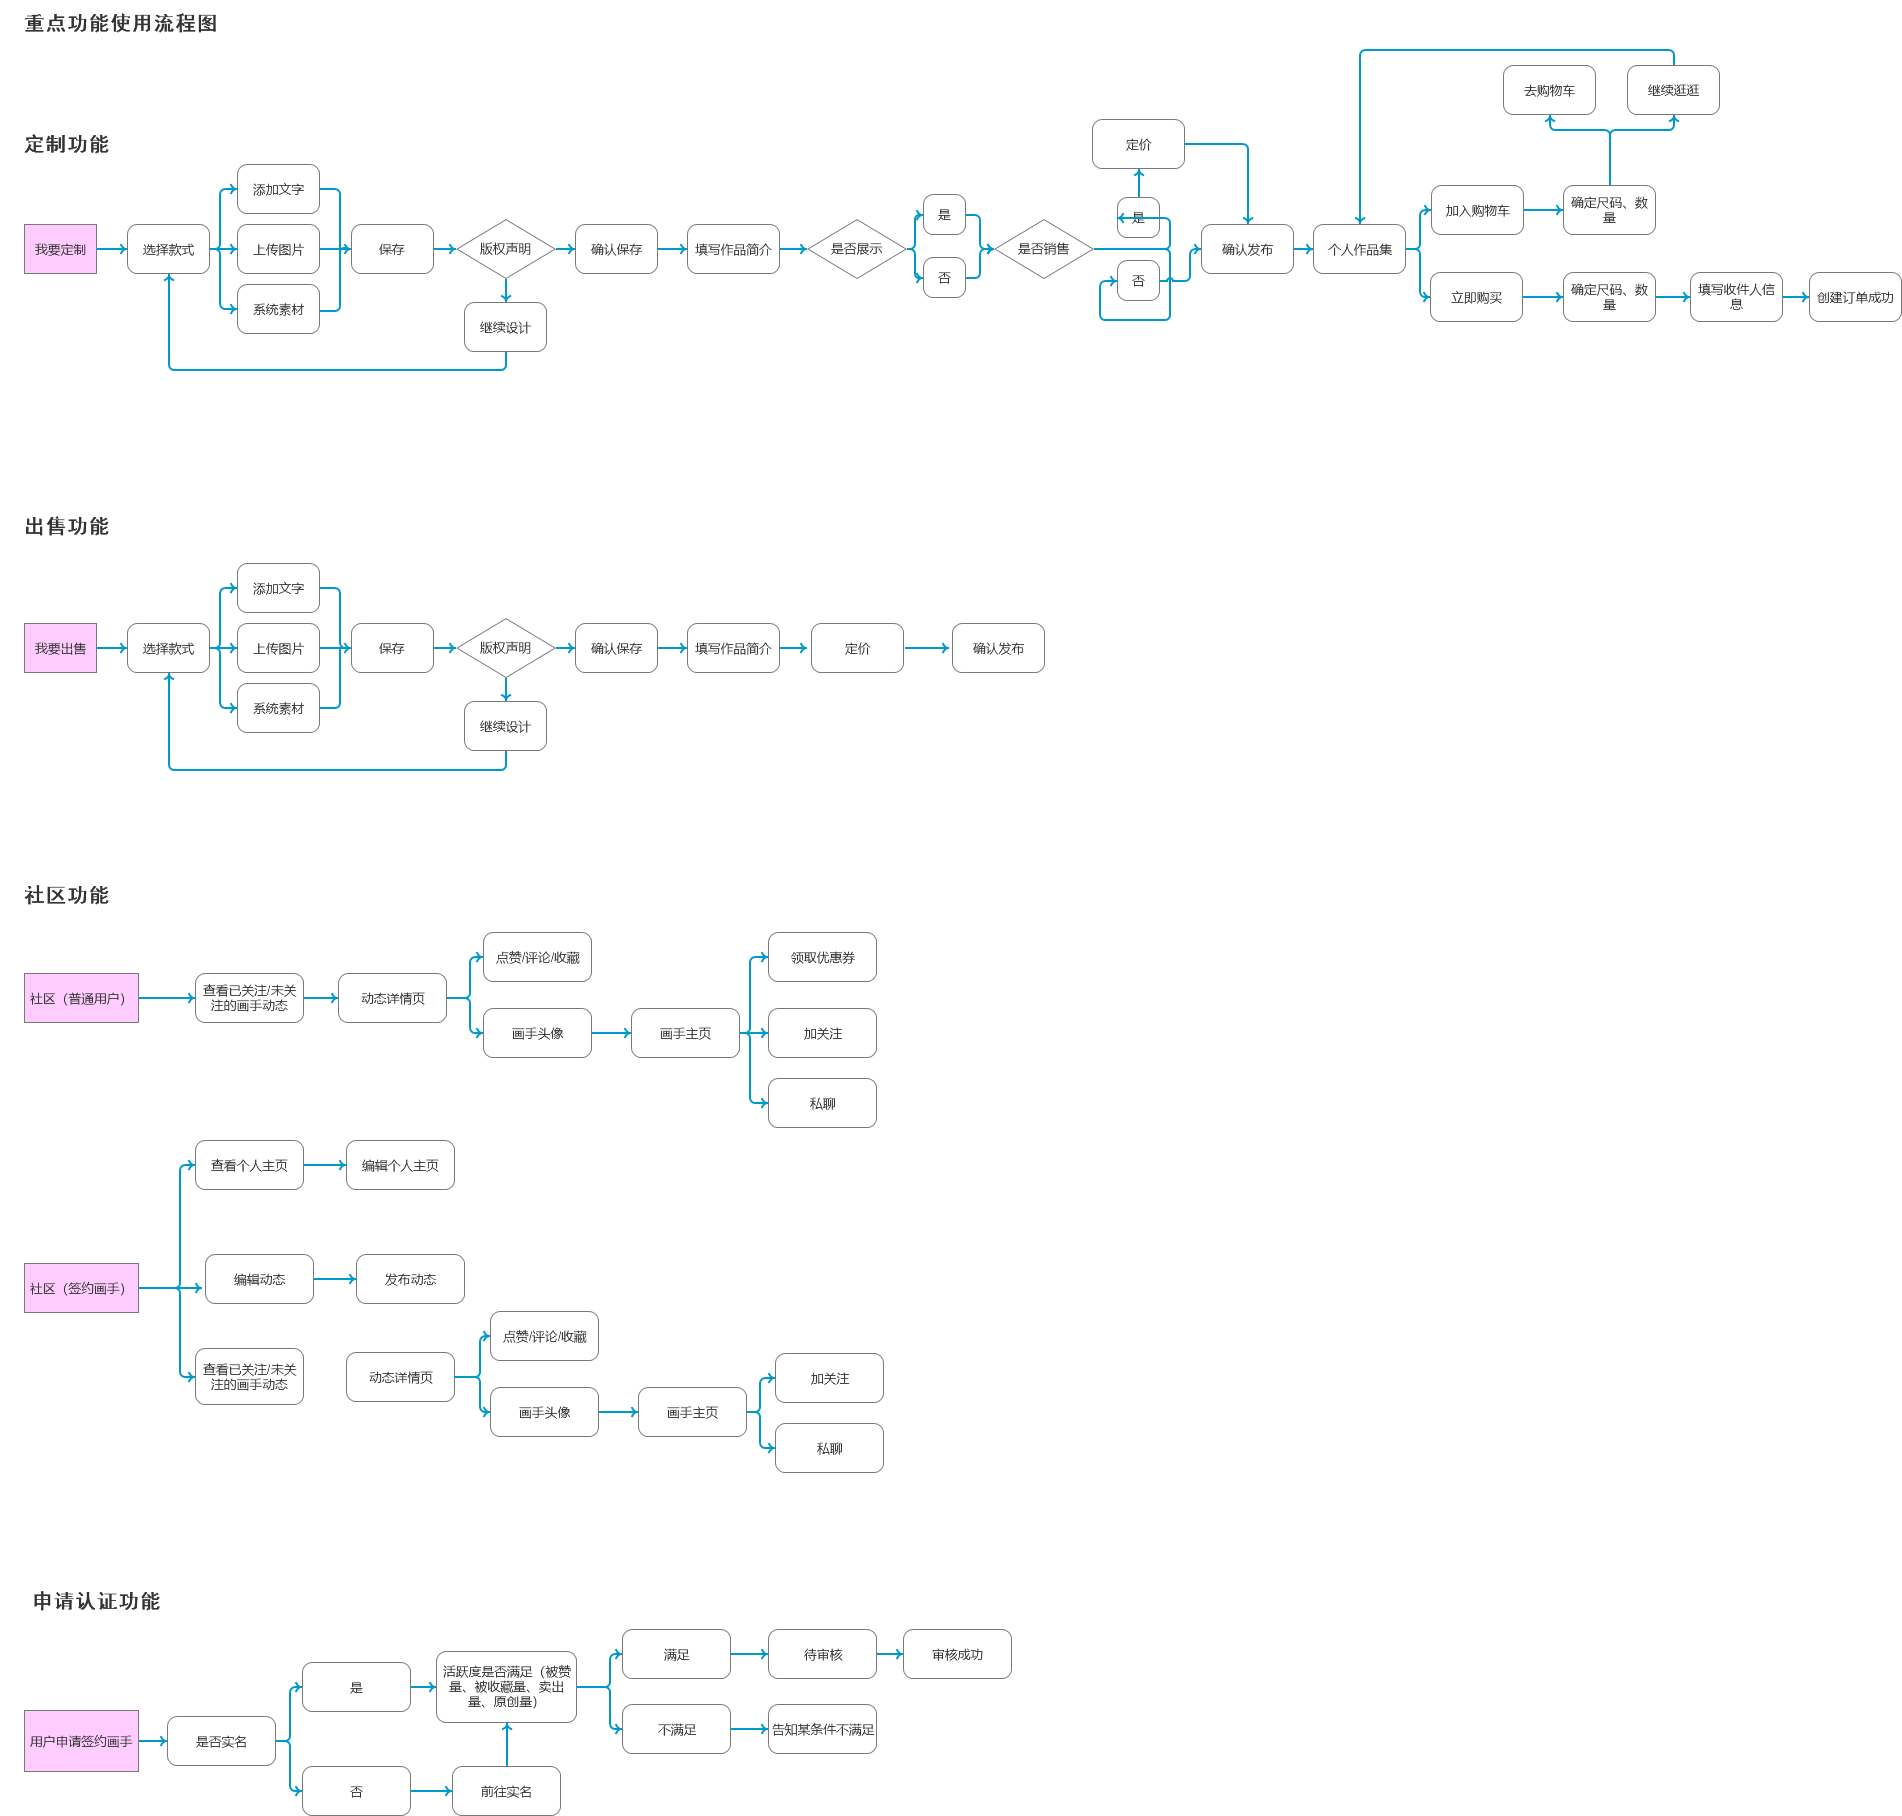 重点功能使用流程图
定制功能
我要定制
选择款式
添加文字
上传图片
系统素材
保存
版权声明
继续设计
确认保存
填写作品简介
是否展示
是
否
是否销售
定价
是
否
确认发布
个人作品集
去购物车
继续逛逛
加入购物车
确定尺码、数
量
立即购买
确定尺码、数
量
填写收件人信
息
创建订单成功
出售功能
我要出售
选择款式
添加文字
上传图片
系统素材
保存
版权声明
继续设计
确认保存
填写作品简介
定价
确认发布
社区功能
社区（普通用户）
查看已关注/未关
注的画手动态
动态详情页
点赞/评论/收藏
画手头像
画手主页
领取优惠券
加关注
私聊
社区（签约画手）
查看个人主页
编辑个人主页
编辑动态
发布动态
查看已关注/未关
注的画手动态
动态详情页
点赞/评论/收藏
画手头像
画手主页
加关注
私聊
申请认证功能
用户申请签约画手
是否实名
是
否
前往实名
活跃度是否满足（被赞
量、被收藏量、卖出
量、原创量）
满足
待审核
审核成功
不满足
告知某条件不满足